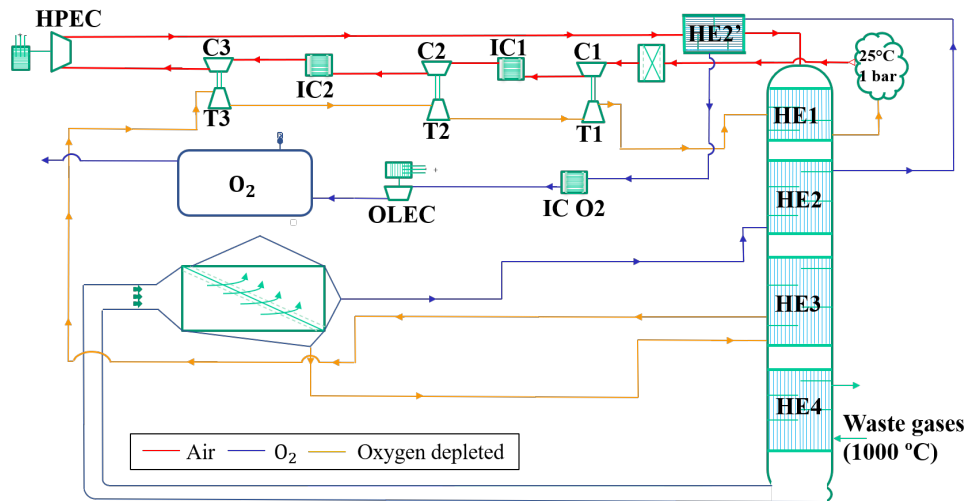 HPEC
C3
IC2
C2
IC1
C1
HE2’
25°C
1 bar
T3
T2
T1
HE1
O₂
OLEC
IC O2
HE2
HE3
HE4
Waste gases
(1000 ºC)
Air
O₂
Oxygen depleted